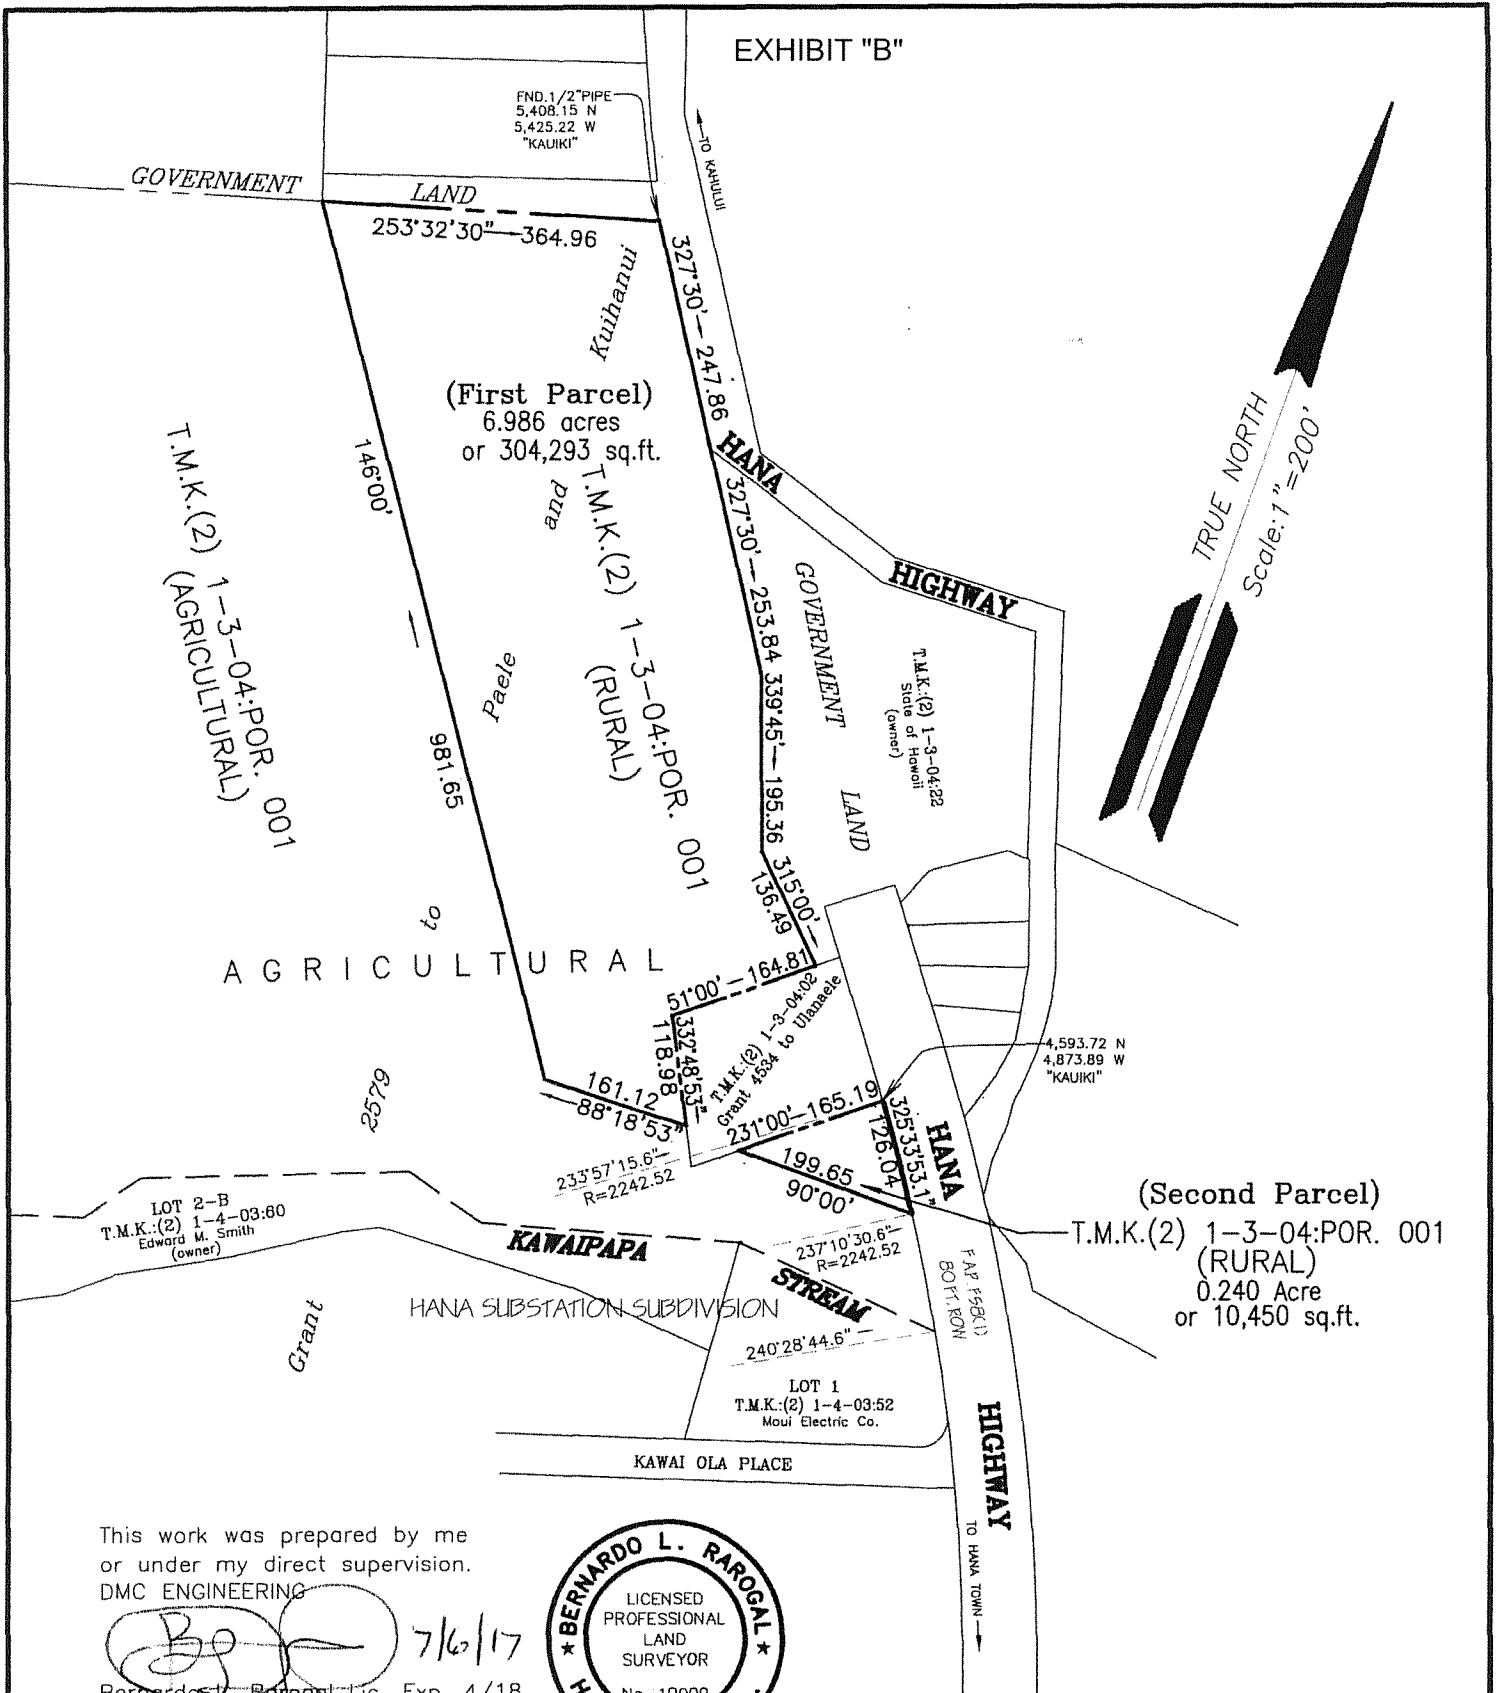 EXHIBIT "B"
FND.1/2"PIPE
5,408.15 N
5,425.22 W
"KAUIKI"
TO KAHULUI
GOVERNMENT LAND
253°32'30" 364.96
327°30' — 247.86
Kuihanui
and
Paele
to
2579
Grant
(First Parcel)
6.986 acres
or 304,293 sq.ft.
T.M.K.(2) 1-3-04:POR. 001
(RURAL)
T.M.K.(2) 1-3-04:POR. 001
(AGRICULTURAL)
146°00'
981.65
HANA HIGHWAY
327°30' — 253.84
339°45' — 195.36
315°00'
136.49
GOVERNMENT LAND
T.M.K.:(2) 1-3-04:22
State of Hawaii
(owner)
TRUE NORTH
Scale: 1"=200'
AGRICULTURAL
51°00' — 164.81
332°48'53"
118.98
T.M.K.:(2) 1-3-04:02
Grant 4534 to Ulanaele
161.12
88°18'53"
4,593.72 N
4,873.89 W
"KAUIKI"
231°00' — 165.19
325°33'53.1"
126.04
199.65
90°00'
233°57'15.6"
R=2242.52
237°10'30.6"
R=2242.52
HANA HIGHWAY
F.A.P. F58(1)
80 FT. ROW
(Second Parcel)
T.M.K.(2) 1-3-04:POR. 001
(RURAL)
0.240 Acre
or 10,450 sq.ft.
LOT 2-B
T.M.K.:(2) 1-4-03:60
Edward M. Smith
(owner)
KAWAIPAPA STREAM
HANA SUBSTATION SUBDIVISION
240°28'44.6"
LOT 1
T.M.K.:(2) 1-4-03:52
Maui Electric Co.
KAWAI OLA PLACE
TO HANA TOWN
This work was prepared by me
or under my direct supervision.
DMC ENGINEERING
7/6/17
Lic. Exp. 4/18
BERNARDO L. RAROGAL
LICENSED
PROFESSIONAL
LAND
SURVEYOR